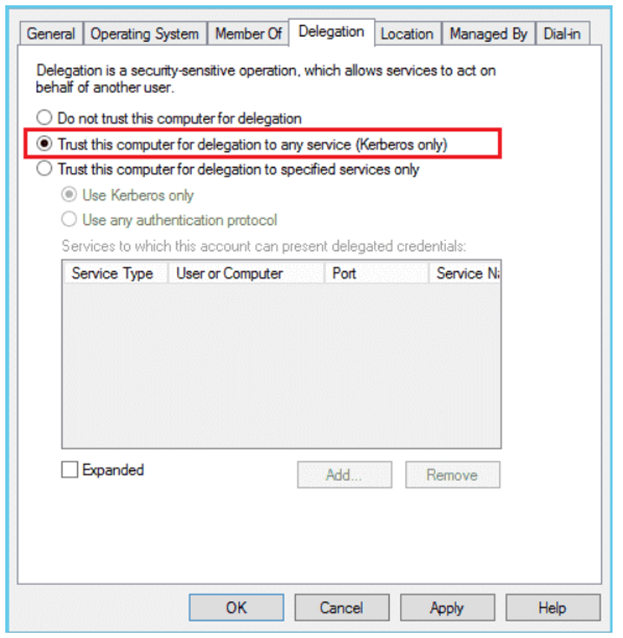 General Operating System Member Of Delegation Location Managed By Dial-in
Delegation is a security-sensitive operation, which allows services to act on
behalf of another user.
Do not trust this computer for delegation
Trust this computer for delegation to any service (Kerberos only)
Trust this computer for delegation to specified services only
Use Kerberos only
Use any authentication protocol
Services to which this account can present delegated credentials:
Service Type User or Computer Port Service Na
Expanded Add... Remove
OK Cancel Apply Help